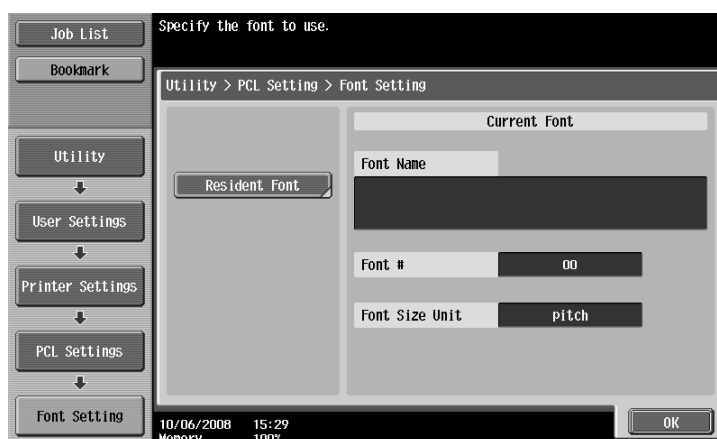 Job List
Bookmark
Utility
User Settings
Printer Settings
PCL Settings
Font Setting
Specify the font to use.
Utility > PCL Setting > Font Setting
Resident Font
Current Font
Font Name
Font # 00
Font Size Unit pitch
10/06/2008 15:29
Memory 100%
OK